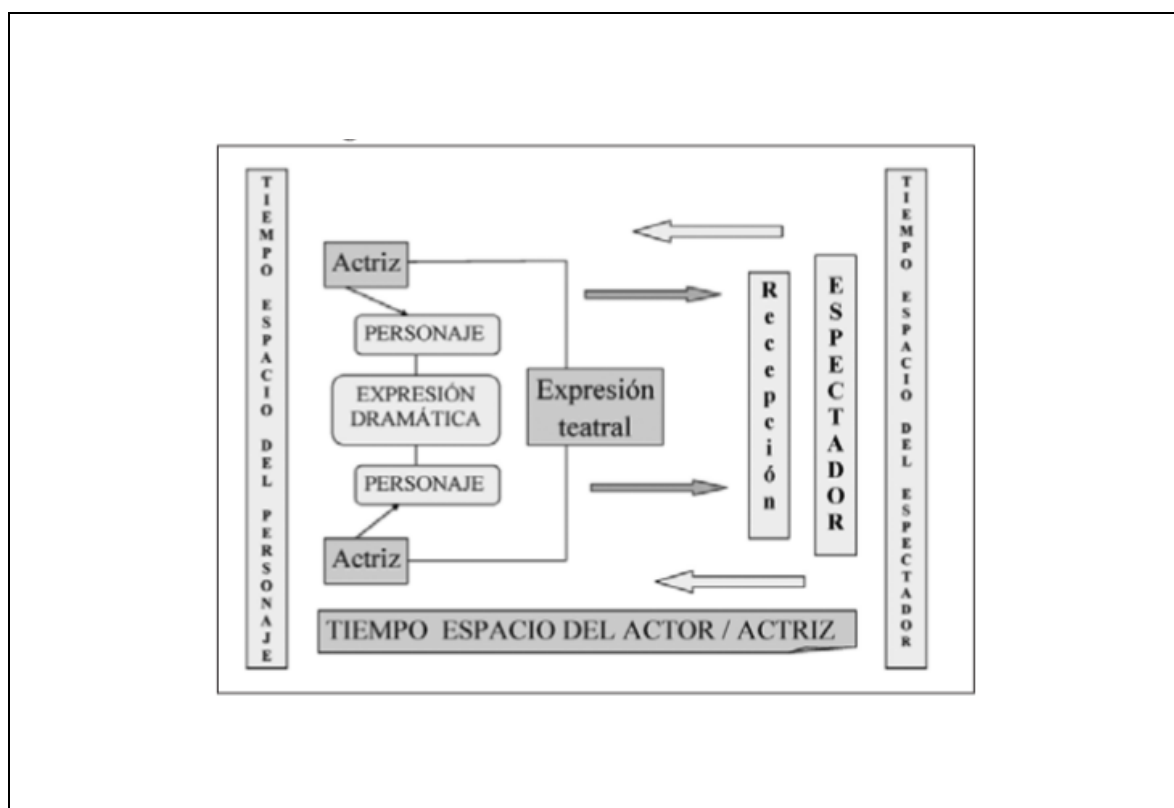 TIEMPO ESPACIO DEL PERSONAJE
Actriz
PERSONAJE
EXPRESIÓN
DRAMÁTICA
PERSONAJE
Actriz
Expresión
teatral
Recepción
ESPECTADOR
TIEMPO ESPACIO DEL ESPECTADOR
TIEMPO ESPACIO DEL ACTOR / ACTRIZ